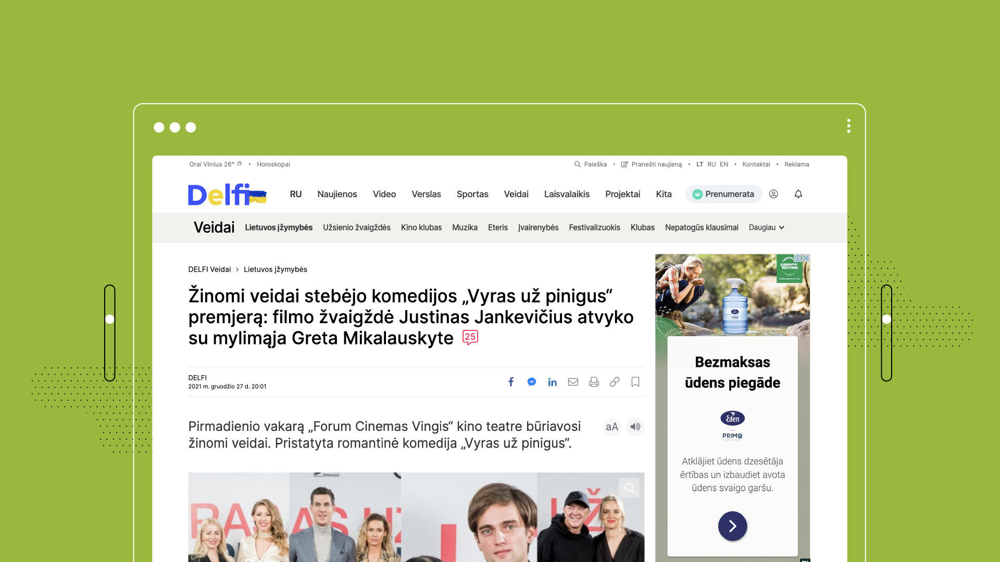 Orai Vilnius 26° • Horoskopai
Paieška • Pranešti naujieną • LT RU EN • Kontaktai • Reklama
Delfi RU Naujienos Video Verslas Sportas Veidai Laisvalaikis Projektai Kita Prenumerata
Veidai Lietuvos įžymybės Užsienio žvaigždės Kino klubas Muzika Eteris Įvairenybės Festivalizuokis Klubas Nepatogūs klausimai Daugiau
DELFI Veidai > Lietuvos įžymybės
Žinomi veidai stebėjo komedijos „Vyras už pinigus“
premjerą: filmo žvaigždė Justinas Jankevičius atvyko
su mylimąja Greta Mikalauskyte 25
DELFI
2021 m. gruodžio 27 d. 20:01
Pirmadienio vakarą „Forum Cinemas Vingis“ kino teatre būriavosi
žinomi veidai. Pristatyta romantinė komedija „Vyras už pinigus“.
aA
EKRANAS
CARBON
NEUTRAL
product
CarbonNeutral.com
Bezmaksas
ūdens piegāde
Eden
PRIMO
Atklājiet ūdens dzesētāja
ērtības un izbaudiet avota
ūdens svaigo garšu.